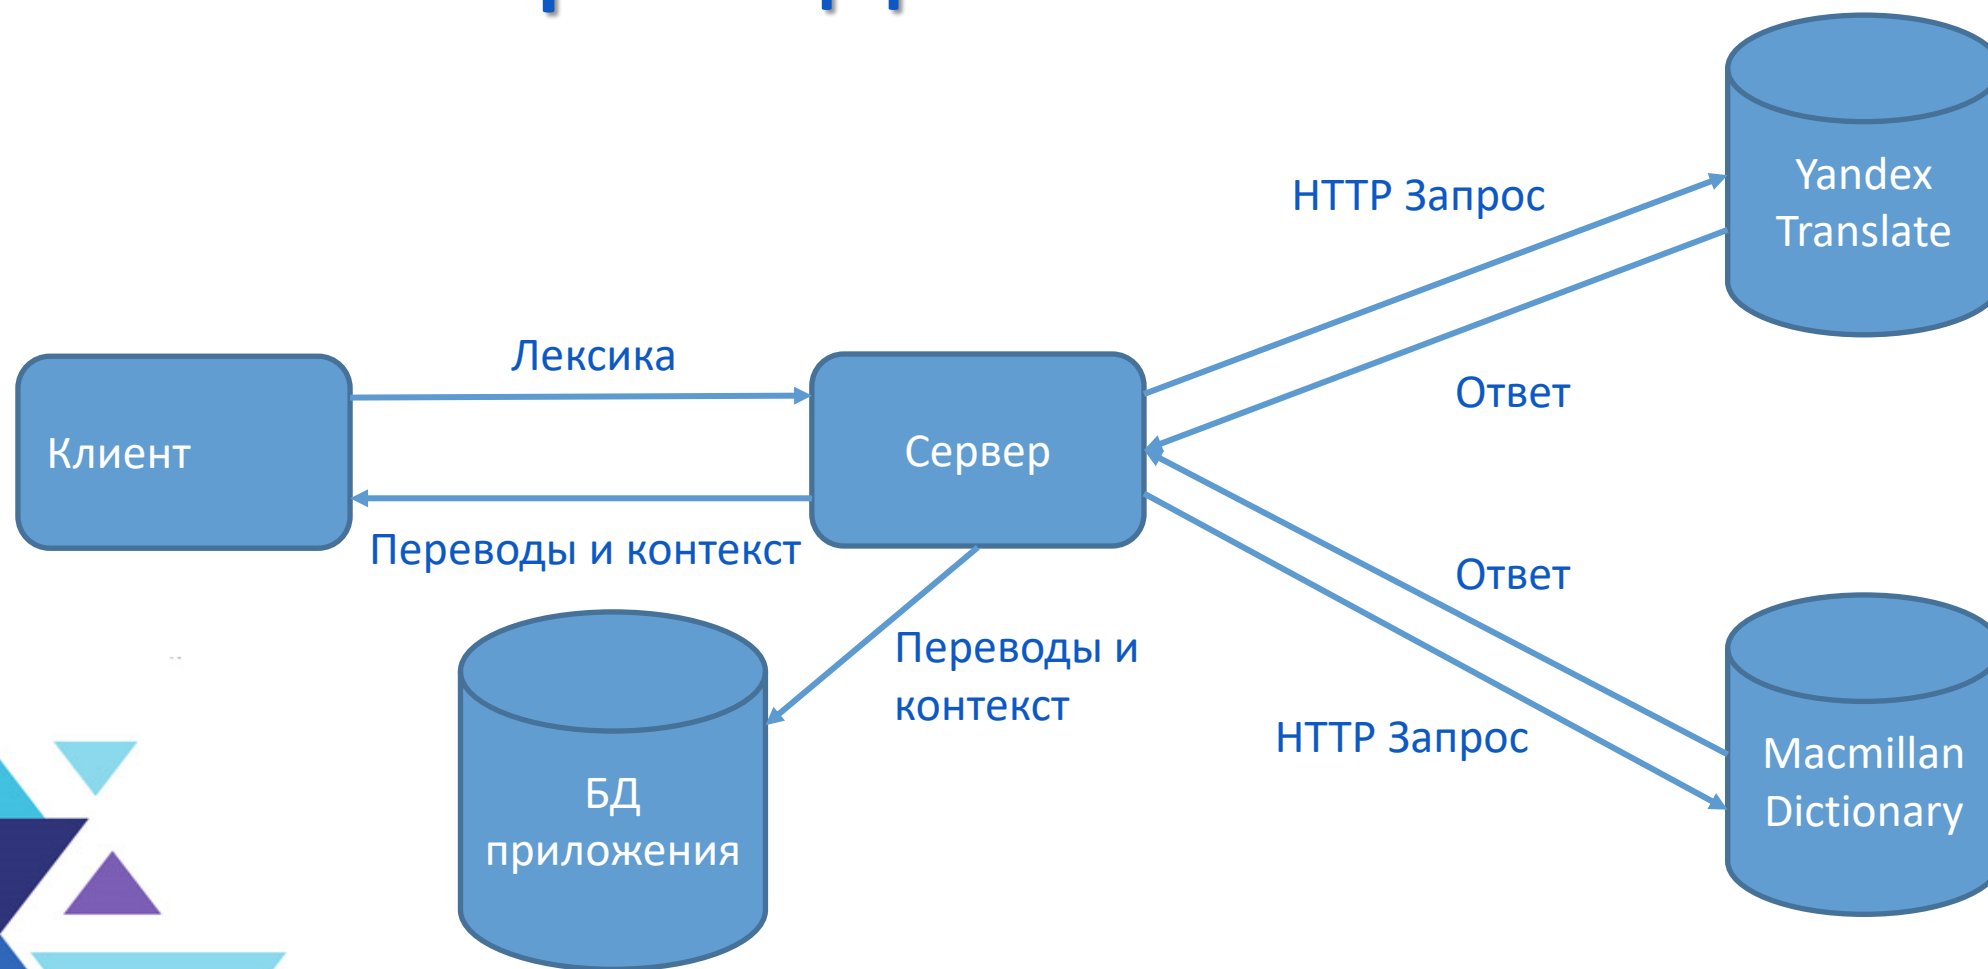 HTTP Запрос
Yandex
Translate
Лексика
Ответ
Клиент
Сервер
Переводы и контекст
Ответ
Переводы и
контекст
HTTP Запрос
Macmillan
Dictionary
БД
приложения